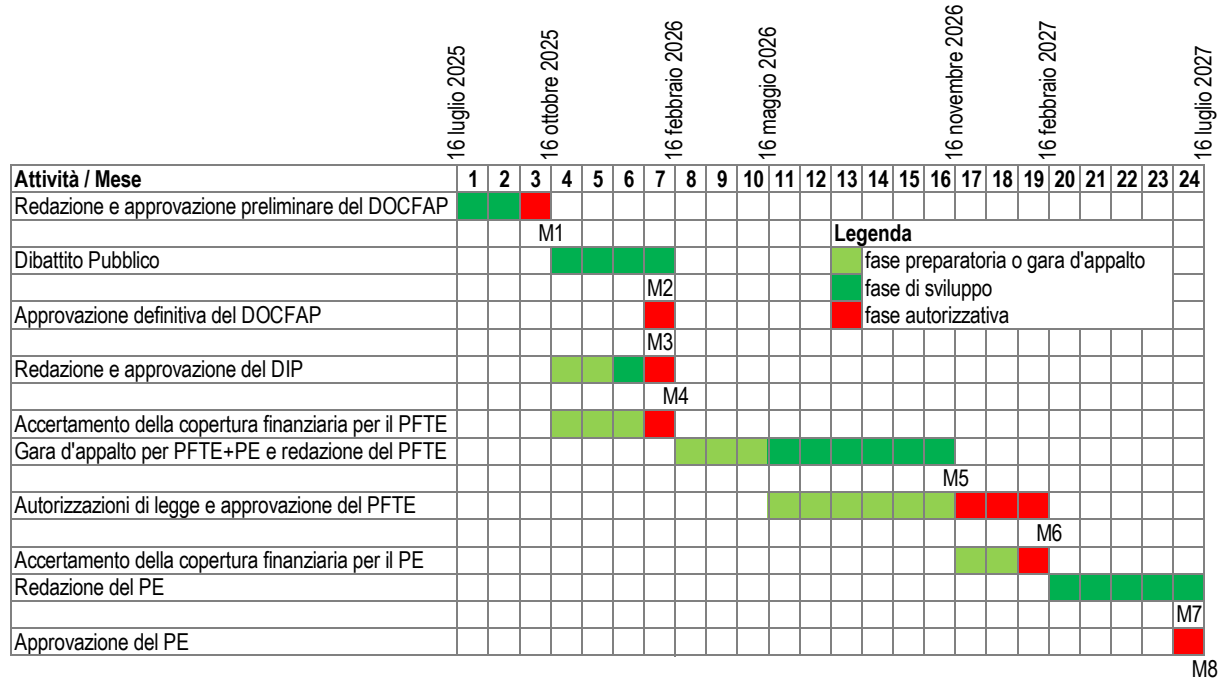 16 luglio 2025
16 ottobre 2025
16 febbraio 2026
16 maggio 2026
16 novembre 2026
16 febbraio 2027
16 luglio 2027
Attività / Mese 1 2 3 4 5 6 7 8 9 10 11 12 13 14 15 16 17 18 19 20 21 22 23 24
Redazione e approvazione preliminare del DOCFAP
M1 Legenda
Dibattito Pubblico fase preparatoria o gara d'appalto
M2 fase di sviluppo
Approvazione definitiva del DOCFAP fase autorizzativa
M3
Redazione e approvazione del DIP
M4
Accertamento della copertura finanziaria per il PFTE
Gara d'appalto per PFTE+PE e redazione del PFTE
M5
Autorizzazioni di legge e approvazione del PFTE
M6
Accertamento della copertura finanziaria per il PE
Redazione del PE
M7
Approvazione del PE
M8